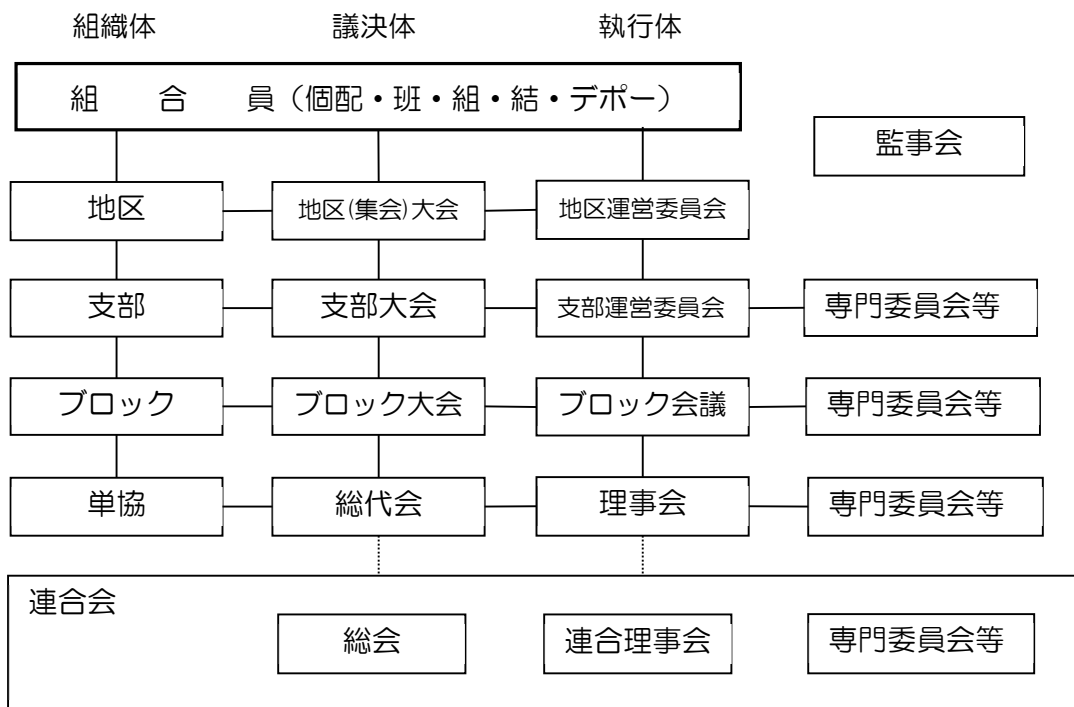 組織体 議決体 執行体
組 合 員（個配・班・組・結・デポー）
監事会
地区 地区(集会)大会 地区運営委員会
支部 支部大会 支部運営委員会 専門委員会等
ブロック ブロック大会 ブロック会議 専門委員会等
単協 総代会 理事会 専門委員会等
連合会
総会 連合理事会 専門委員会等